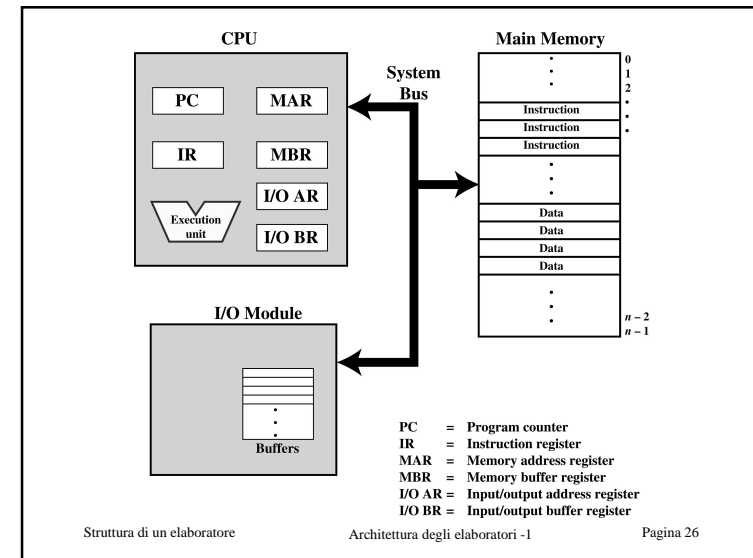 CPU
PC
MAR
IR
MBR
I/O AR
Execution
unit
I/O BR
System
Bus
Main Memory
0
1
2
Instruction
Instruction
Instruction
Data
Data
Data
Data
n – 2
n – 1
I/O Module
Buffers
PC = Program counter
IR = Instruction register
MAR = Memory address register
MBR = Memory buffer register
I/O AR = Input/output address register
I/O BR = Input/output buffer register
Struttura di un elaboratore
Architettura degli elaboratori -1
Pagina 26